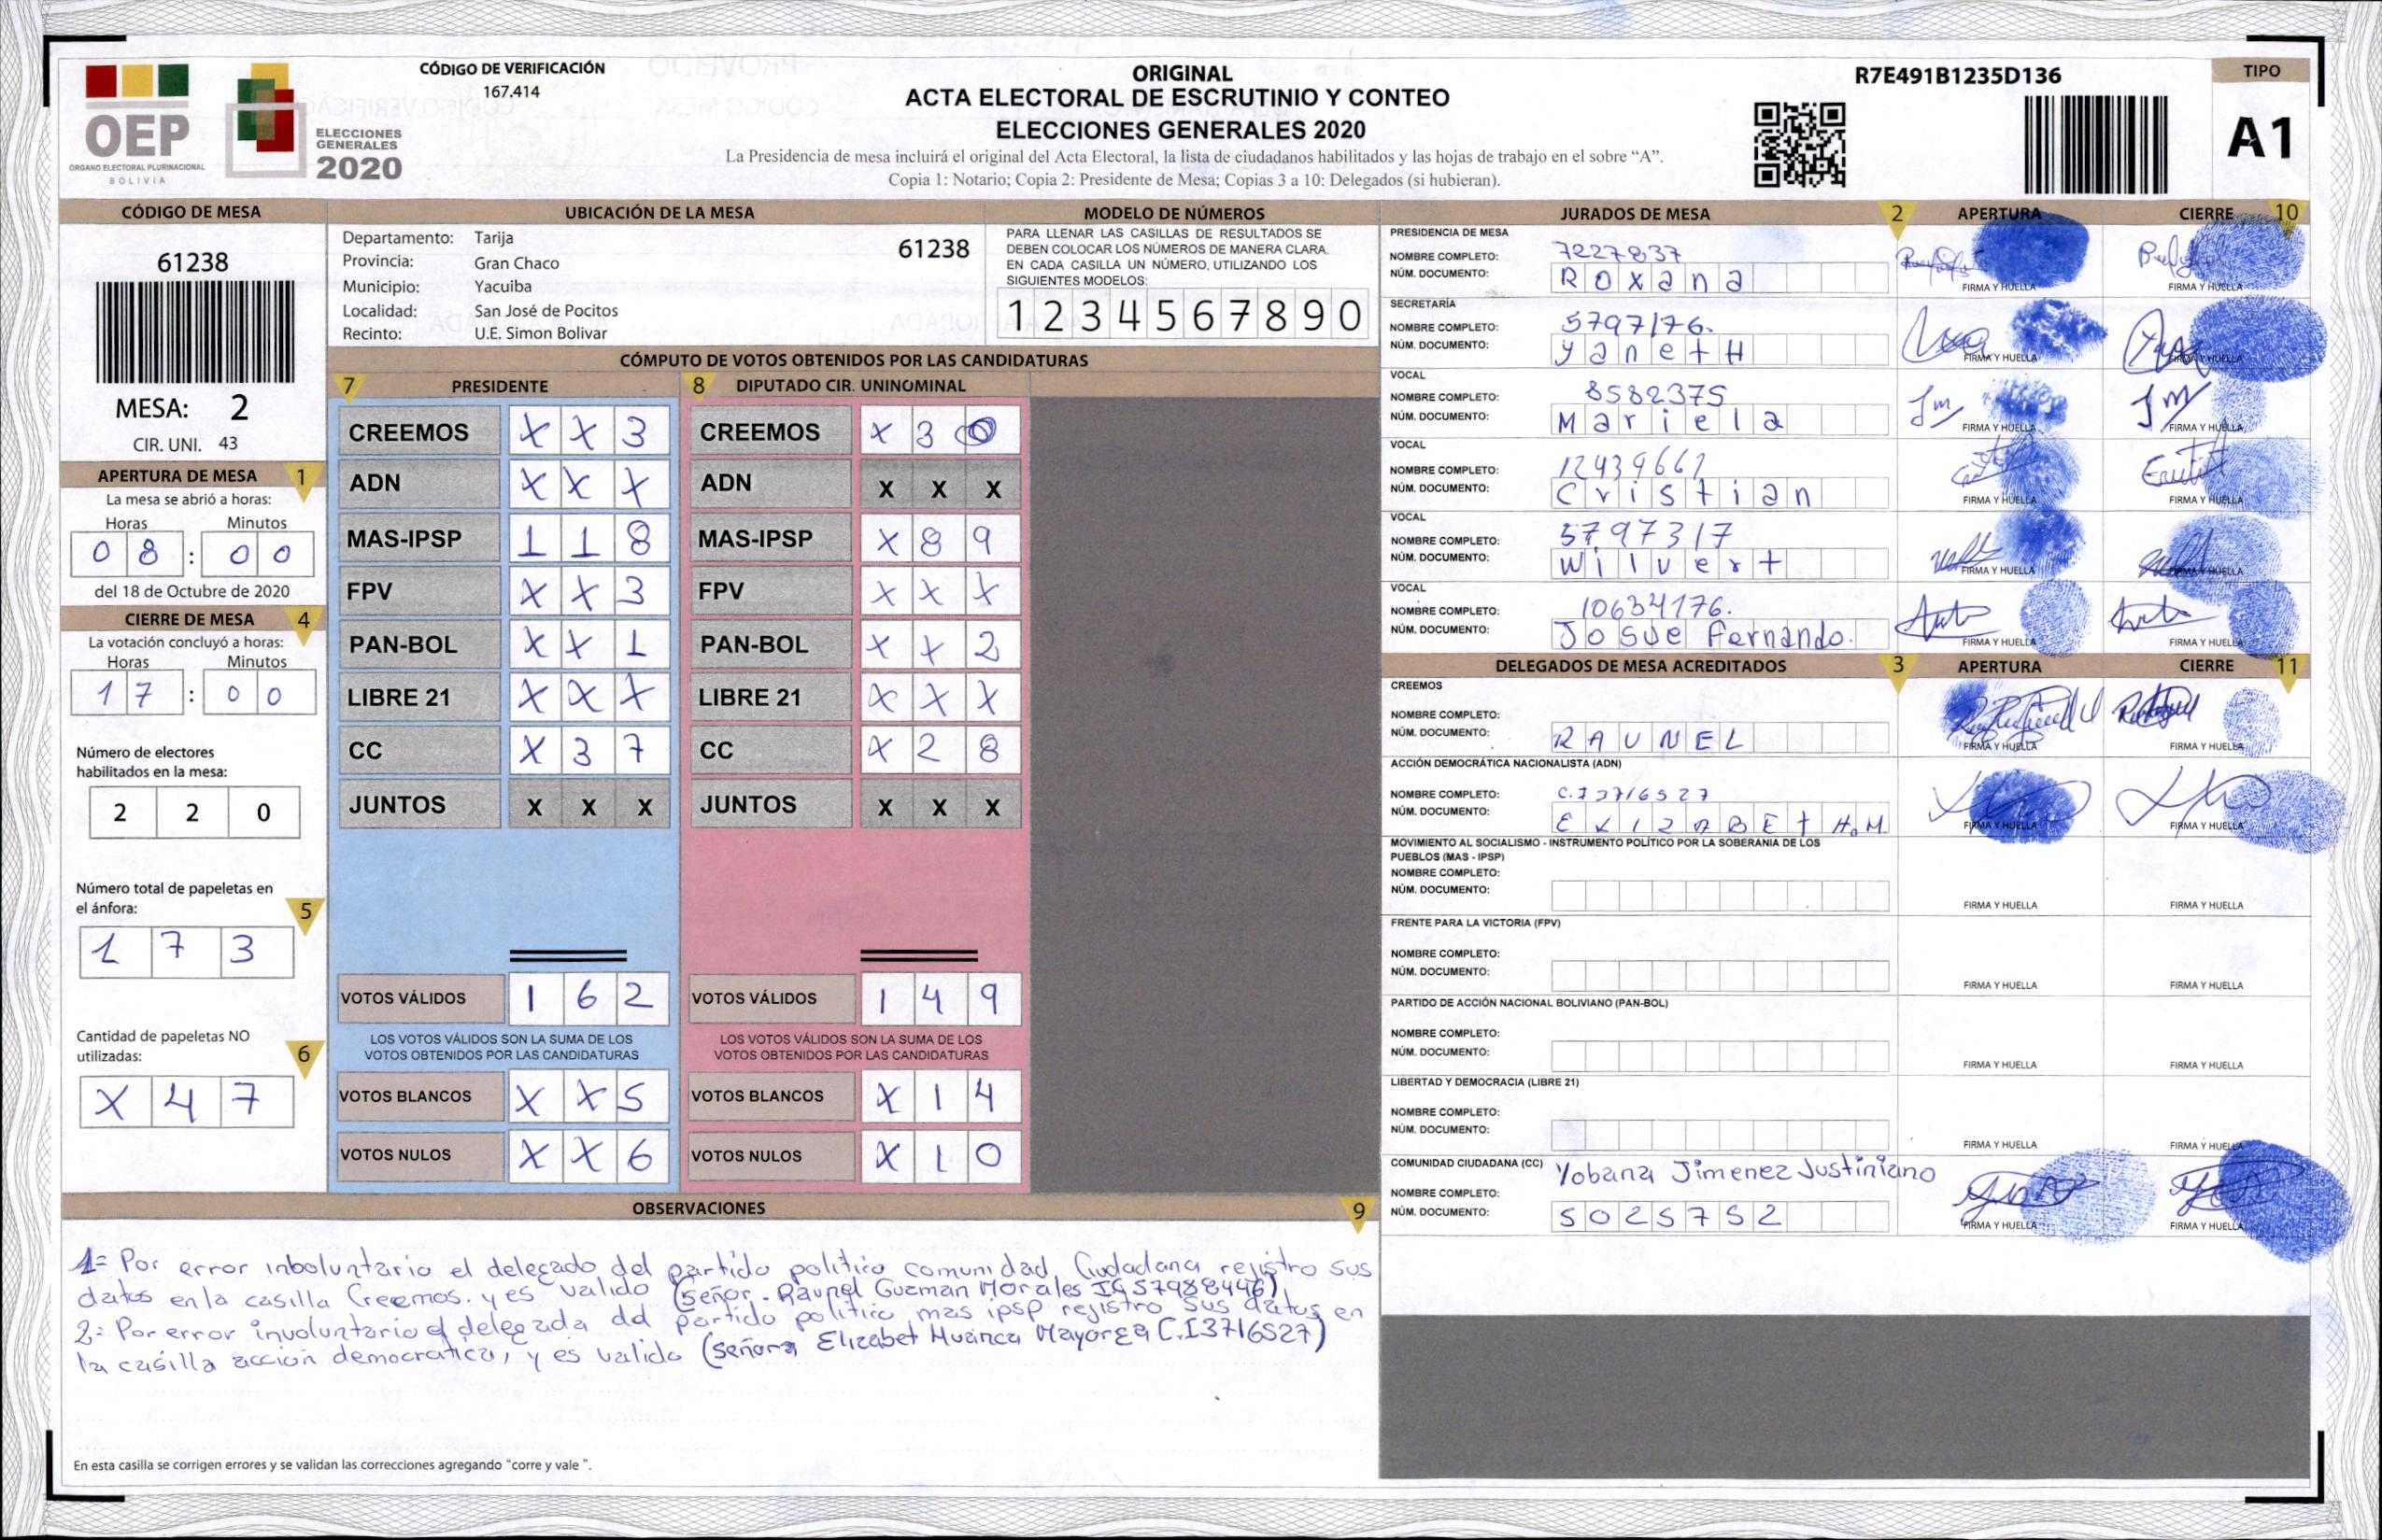 CÓDIGO DE VERIFICACIÓN
167.414
OEP
ÓRGANO ELECTORAL PLURINACIONAL
BOLIVIA
ELECCIONES
GENERALES
2020
ORIGINAL
ACTA ELECTORAL DE ESCRUTINIO Y CONTEO
ELECCIONES GENERALES 2020
La Presidencia de mesa incluirá el original del Acta Electoral, la lista de ciudadanos habilitados y las hojas de trabajo en el sobre “A”.
Copia 1: Notario; Copia 2: Presidente de Mesa; Copias 3 a 10: Delegados (si hubieran).
R7E491B1235D136
TIPO
A1
CÓDIGO DE MESA
61238
MESA: 2
CIR. UNI. 43
APERTURA DE MESA 1
La mesa se abrió a horas:
Horas Minutos
0 8 : 0 0
del 18 de Octubre de 2020
CIERRE DE MESA 4
La votación concluyó a horas:
Horas Minutos
1 7 : 0 0
Número de electores
habilitados en la mesa:
2 2 0
Número total de papeletas en
el ánfora: 5
1 7 3
Cantidad de papeletas NO
utilizadas: 6
X 4 7
UBICACIÓN DE LA MESA
Departamento: Tarija
Provincia: Gran Chaco
Municipio: Yacuiba
Localidad: San José de Pocitos
Recinto: U.E. Simon Bolivar
61238
MODELO DE NÚMEROS
PARA LLENAR LAS CASILLAS DE RESULTADOS SE
DEBEN COLOCAR LOS NÚMEROS DE MANERA CLARA.
EN CADA CASILLA UN NÚMERO, UTILIZANDO LOS
SIGUIENTES MODELOS:
1 2 3 4 5 6 7 8 9 0
CÓMPUTO DE VOTOS OBTENIDOS POR LAS CANDIDATURAS
7 PRESIDENTE
CREEMOS X X 3
ADN X X X
MAS-IPSP 1 1 8
FPV X X 3
PAN-BOL X X 1
LIBRE 21 X X X
CC X 3 7
JUNTOS X X X
VOTOS VÁLIDOS 1 6 2
LOS VOTOS VÁLIDOS SON LA SUMA DE LOS
VOTOS OBTENIDOS POR LAS CANDIDATURAS
VOTOS BLANCOS X X 5
VOTOS NULOS X X 6
8 DIPUTADO CIR. UNINOMINAL
CREEMOS X 3 0
ADN X X X
MAS-IPSP X 8 9
FPV X X X
PAN-BOL X X 2
LIBRE 21 X X X
CC X 2 8
JUNTOS X X X
VOTOS VÁLIDOS 1 4 9
LOS VOTOS VÁLIDOS SON LA SUMA DE LOS
VOTOS OBTENIDOS POR LAS CANDIDATURAS
VOTOS BLANCOS X 1 4
VOTOS NULOS X 1 0
OBSERVACIONES 9
1= Por error inboluntario el delegado del partido politico comunidad Ciudadana registro sus
datos en la casilla Creemos. y es valido (señor. Raunel Guzman Morales
2= Por error involuntario el delegada del partido politico mas ipsp registro sus datos en
la casilla accion democratica, y es valido (señora Elizabet Huanca Mayorga C.I3716527)
En esta casilla se corrigen errores y se validan las correcciones agregando “corre y vale ”.
JURADOS DE MESA 2 APERTURA CIERRE 10
PRESIDENCIA DE MESA
NOMBRE COMPLETO: 7227837
NÚM. DOCUMENTO: Roxana
FIRMA Y HUELLA FIRMA Y HUELLA
SECRETARÍA
NOMBRE COMPLETO: 5797176.
NÚM. DOCUMENTO: YanetH
FIRMA Y HUELLA FIRMA Y HUELLA
VOCAL
NOMBRE COMPLETO: 8582375
NÚM. DOCUMENTO: Mariela
FIRMA Y HUELLA FIRMA Y HUELLA
VOCAL
NOMBRE COMPLETO:
NÚM. DOCUMENTO: Cristian
FIRMA Y HUELLA FIRMA Y HUELLA
VOCAL
NOMBRE COMPLETO: 5797317
NÚM. DOCUMENTO: Wilvert
FIRMA Y HUELLA FIRMA Y HUELLA
VOCAL
NOMBRE COMPLETO: 10634176.
NÚM. DOCUMENTO: Josue Fernando.
FIRMA Y HUELLA FIRMA Y HUELLA
DELEGADOS DE MESA ACREDITADOS 3 APERTURA CIERRE 11
CREEMOS
NOMBRE COMPLETO:
NÚM. DOCUMENTO: RAUNEL
FIRMA Y HUELLA FIRMA Y HUELLA
ACCIÓN DEMOCRÁTICA NACIONALISTA (ADN)
NOMBRE COMPLETO: C.I 3716527
NÚM. DOCUMENTO:
FIRMA Y HUELLA FIRMA Y HUELLA
MOVIMIENTO AL SOCIALISMO - INSTRUMENTO POLÍTICO POR LA SOBERANIA DE LOS
PUEBLOS (MAS - IPSP)
NOMBRE COMPLETO:
NÚM. DOCUMENTO:
FIRMA Y HUELLA FIRMA Y HUELLA
FRENTE PARA LA VICTORIA (FPV)
NOMBRE COMPLETO:
NÚM. DOCUMENTO:
FIRMA Y HUELLA FIRMA Y HUELLA
PARTIDO DE ACCIÓN NACIONAL BOLIVIANO (PAN-BOL)
NOMBRE COMPLETO:
NÚM. DOCUMENTO:
FIRMA Y HUELLA FIRMA Y HUELLA
LIBERTAD Y DEMOCRACIA (LIBRE 21)
NOMBRE COMPLETO:
NÚM. DOCUMENTO:
FIRMA Y HUELLA FIRMA Y HUELLA
COMUNIDAD CIUDADANA (CC) Yobana Jimenez Justiniano
NOMBRE COMPLETO:
NÚM. DOCUMENTO: 5025752
FIRMA Y HUELLA FIRMA Y HUELLA